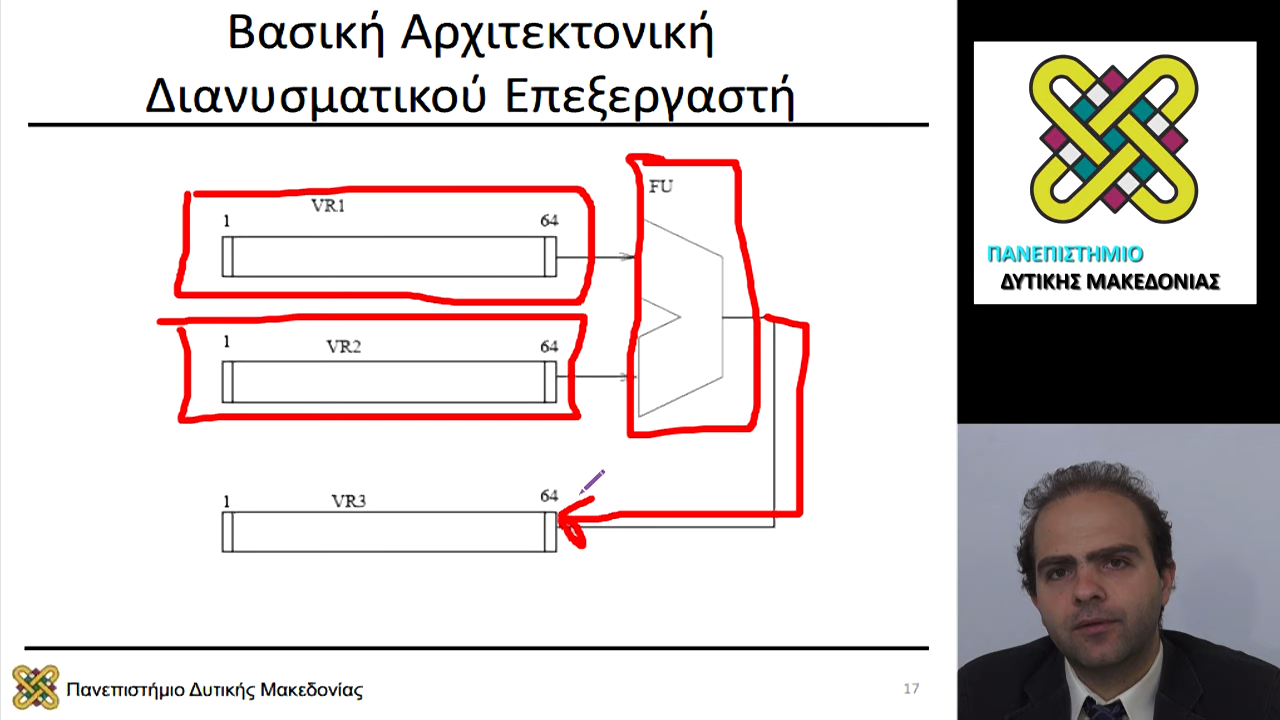 Βασική Αρχιτεκτονική
Διανυσματικού Επεξεργαστή
FU
VR1
1 64
1 VR2 64
1 VR3 64
Πανεπιστήμιο Δυτικής Μακεδονίας
17
ΠΑΝΕΠΙΣΤΗΜΙΟ
ΔΥΤΙΚΗΣ ΜΑΚΕΔΟΝΙΑΣ